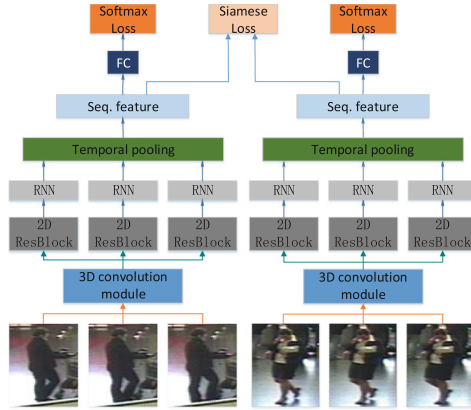 Softmax
Loss
Siamese
Loss
Softmax
Loss
FC
FC
Seq. feature
Seq. feature
Temporal pooling
Temporal pooling
RNN
RNN
RNN
RNN
RNN
RNN
2D
ResBlock
2D
ResBlock
2D
ResBlock
2D
ResBlock
2D
ResBlock
2D
ResBlock
3D convolution
module
3D convolution
module